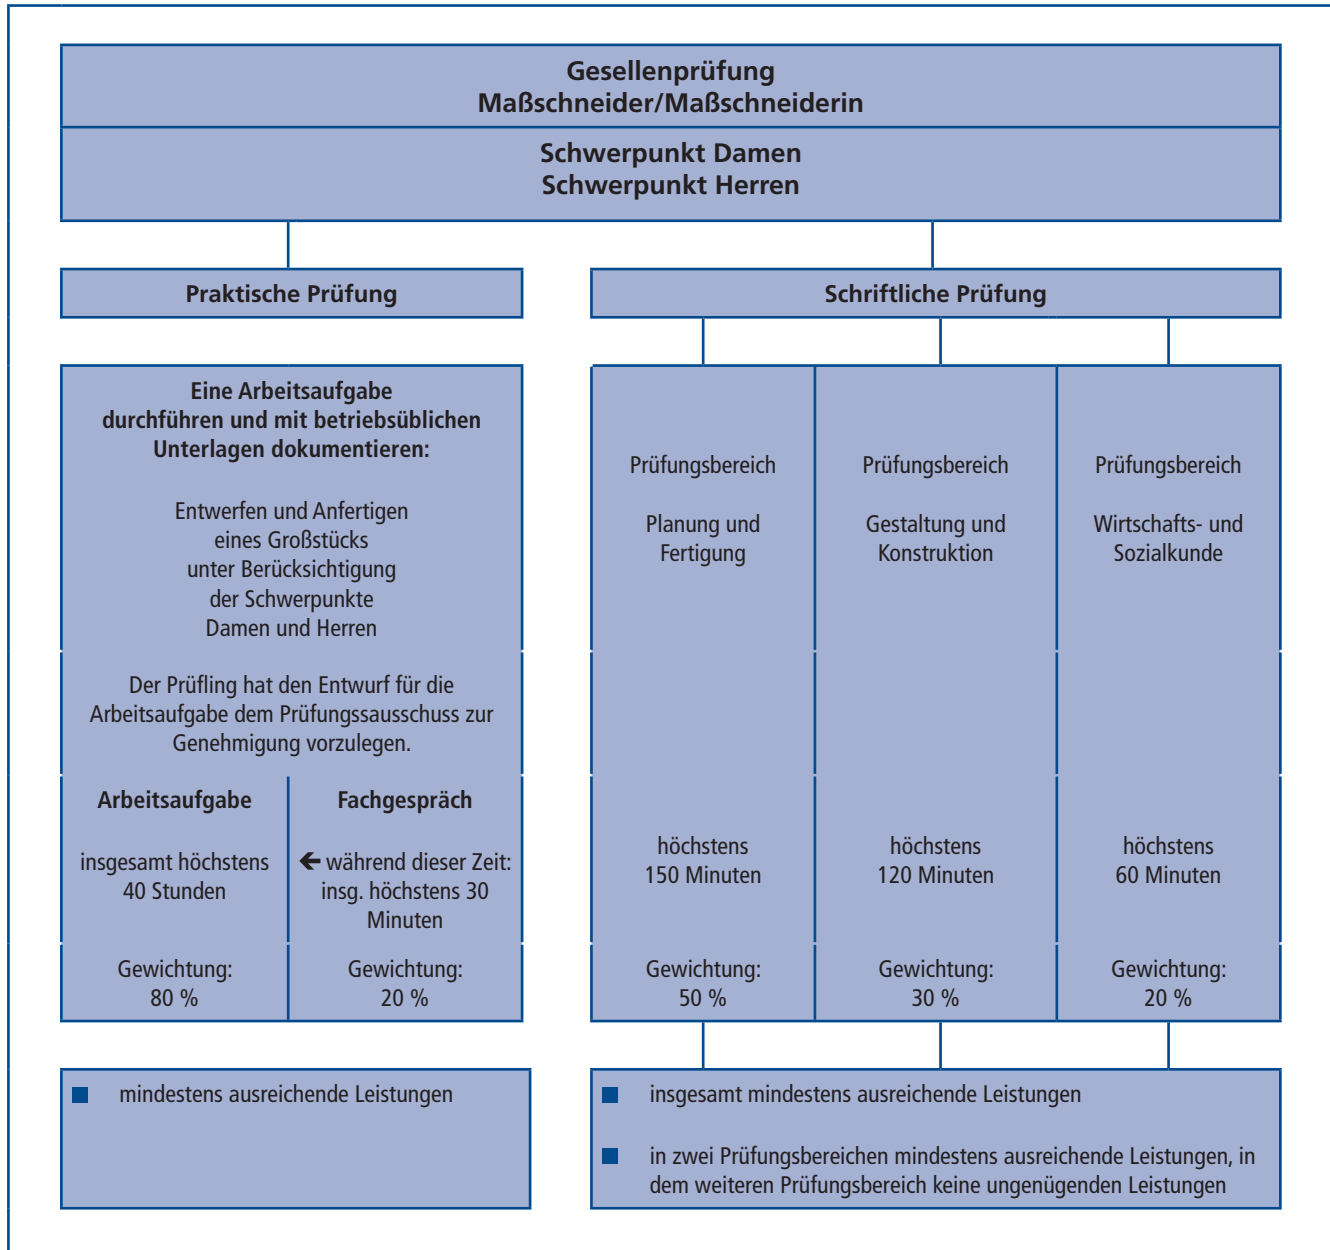 Gesellenprüfung
Maßschneider/Maßschneiderin
Schwerpunkt Damen
Schwerpunkt Herren
Praktische Prüfung
Eine Arbeitsaufgabe
durchführen und mit betriebsüblichen
Unterlagen dokumentieren:
Entwerfen und Anfertigen
eines Großstücks
unter Berücksichtigung
der Schwerpunkte
Damen und Herren
Der Prüfling hat den Entwurf für die
Arbeitsaufgabe dem Prüfungssausschuss zur
Genehmigung vorzulegen.
Arbeitsaufgabe
insgesamt höchstens
40 Stunden
Gewichtung:
80 %
Fachgespräch
🡸 während dieser Zeit:
insg. höchstens 30
Minuten
Gewichtung:
20 %
mindestens ausreichende Leistungen
Schriftliche Prüfung
Prüfungsbereich
Planung und
Fertigung
höchstens
150 Minuten
Gewichtung:
50 %
Prüfungsbereich
Gestaltung und
Konstruktion
höchstens
120 Minuten
Gewichtung:
30 %
Prüfungsbereich
Wirtschafts- und
Sozialkunde
höchstens
60 Minuten
Gewichtung:
20 %
insgesamt mindestens ausreichende Leistungen
in zwei Prüfungsbereichen mindestens ausreichende Leistungen, in
dem weiteren Prüfungsbereich keine ungenügenden Leistungen